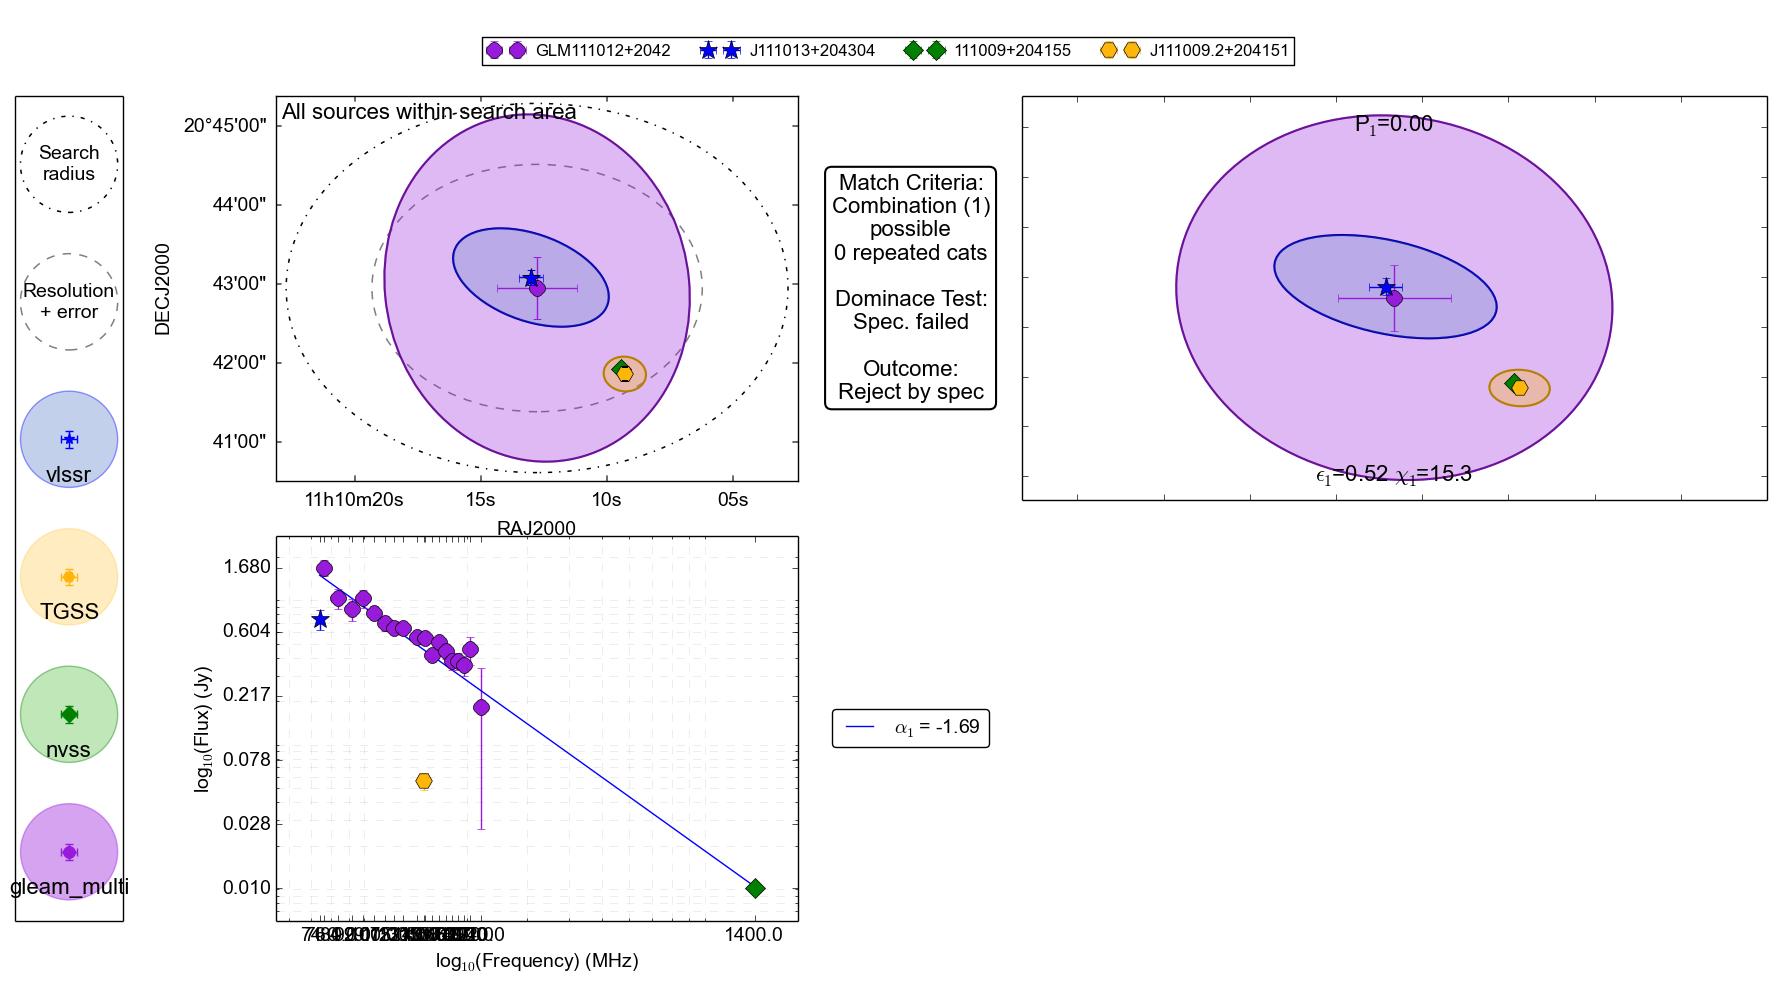 GLM111012+2042
J111013+204304
111009+204155
J111009.2+204151
Search
radius
Resolution
+ error
vlssr
TGSS
nvss
gleam_multi
All sources within search area
20°45'00"
44'00"
43'00"
42'00"
41'00"
DECJ2000
11h10m20s
15s
10s
05s
RAJ2000
Match Criteria:
Combination (1)
possible
0 repeated cats
Dominace Test:
Spec. failed
Outcome:
Reject by spec
P1=0.00
ϵ1=0.52 χ1=15.3
1.680
0.604
0.217
0.078
0.028
0.010
log10(Flux) (Jy)
1400.0
log10(Frequency) (MHz)
α1 = -1.69